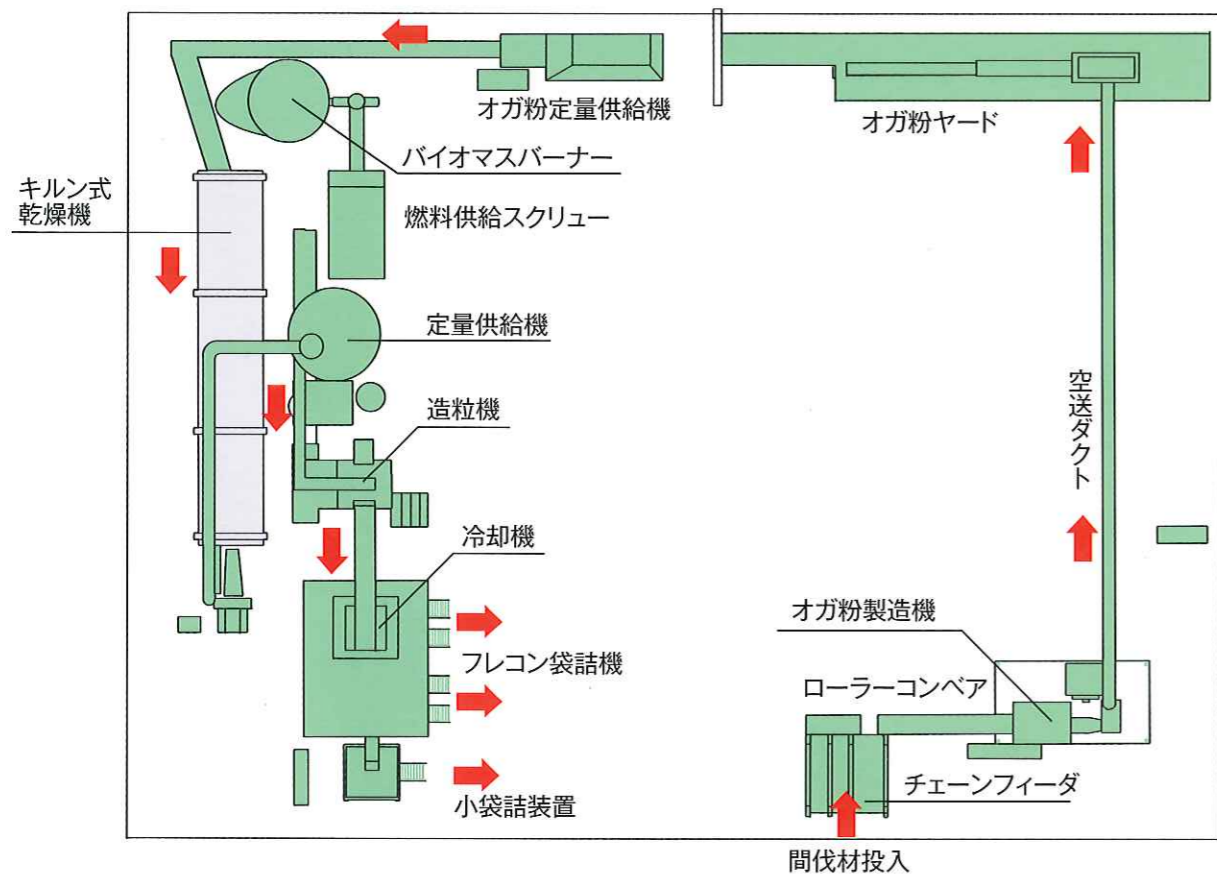 オガ粉定量供給機
オガ粉ヤード
バイオマスバーナー
キルン式
乾燥機
燃料供給スクリュー
定量供給機
空送ダクト
造粒機
冷却機
オガ粉製造機
フレコン袋詰機
ローラーコンベア
チェーンフィーダ
小袋詰装置
間伐材投入